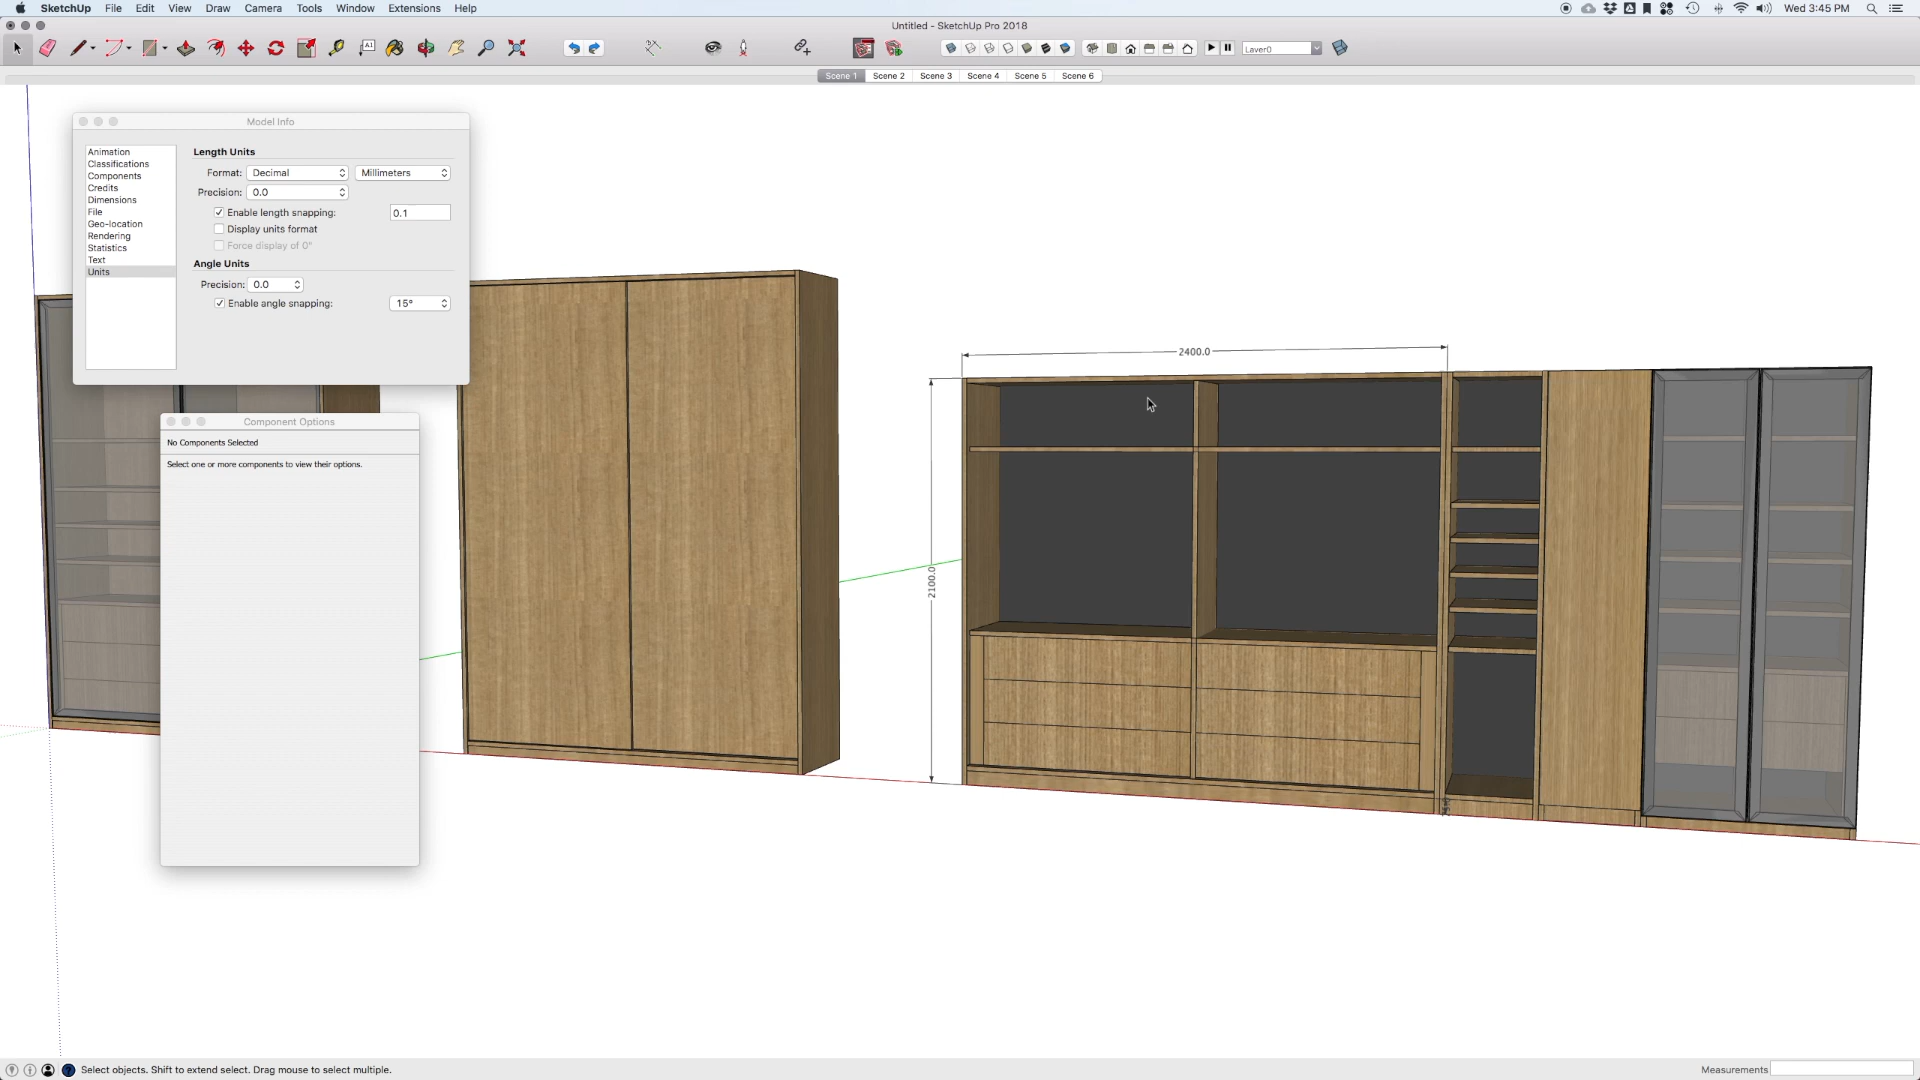 SketchUp File Edit View Draw Camera Tools Window Extensions Help
Wed 3:45 PM
Untitled - SketchUp Pro 2018
A1
Layer0
Scene 1 Scene 2 Scene 3 Scene 4 Scene 5 Scene 6
Model Info
Animation
Classifications
Components
Credits
Dimensions
File
Geo-location
Rendering
Statistics
Text
Units
Length Units
Format: Decimal Millimeters
Precision: 0.0
Enable length snapping: 0.1
Display units format
Force display of 0"
Angle Units
Precision: 0.0
Enable angle snapping: 15°
Component Options
No Components Selected
Select one or more components to view their options.
2400.0
2100.0
Select objects. Shift to extend select. Drag mouse to select multiple.
Measurements